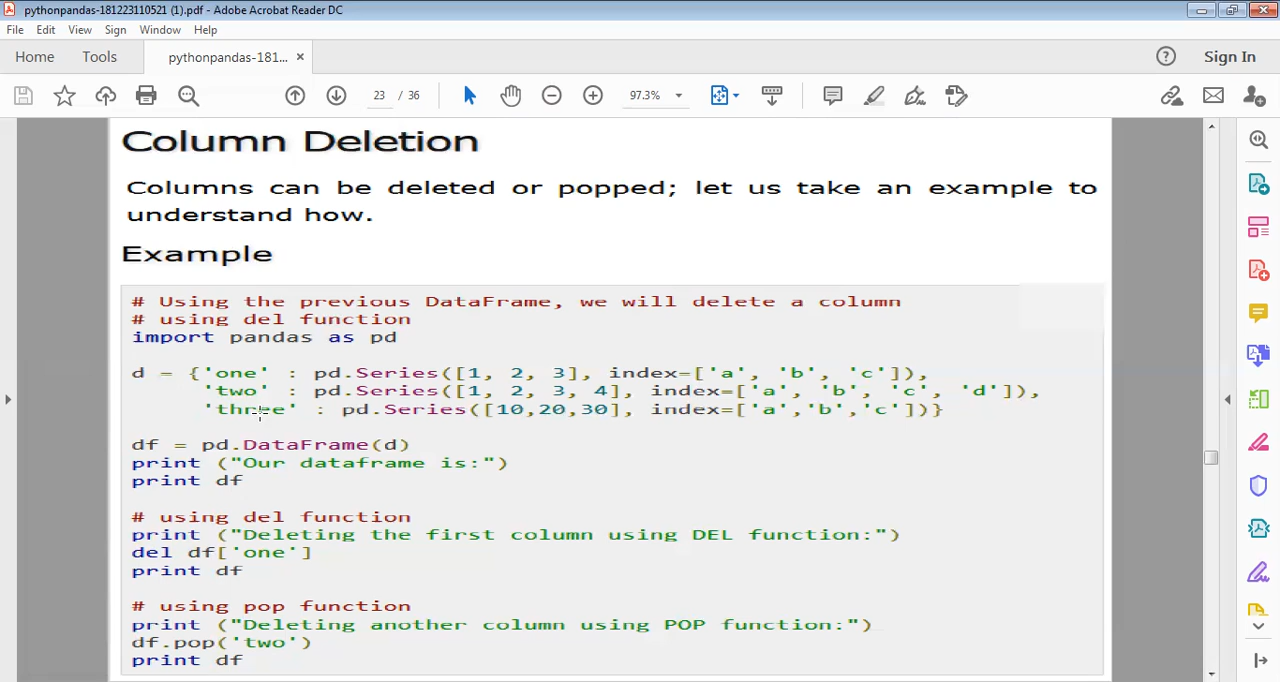 pythonpandas-181223110521 (1).pdf - Adobe Acrobat Reader DC
File Edit View Sign Window Help
Home Tools pythonpandas-181... × Sign In
23 / 36 97.3%
Column Deletion
Columns can be deleted or popped; let us take an example to
understand how.
Example
# Using the previous DataFrame, we will delete a column
# using del function
import pandas as pd
d = {'one' : pd.Series([1, 2, 3], index=['a', 'b', 'c']),
'two' : pd.Series([1, 2, 3, 4], index=['a', 'b', 'c', 'd']),
'three' : pd.Series([10,20,30], index=['a','b','c'])}
df = pd.DataFrame(d)
print ("Our dataframe is:")
print df
# using del function
print ("Deleting the first column using DEL function:")
del df['one']
print df
# using pop function
print ("Deleting another column using POP function:")
df.pop('two')
print df